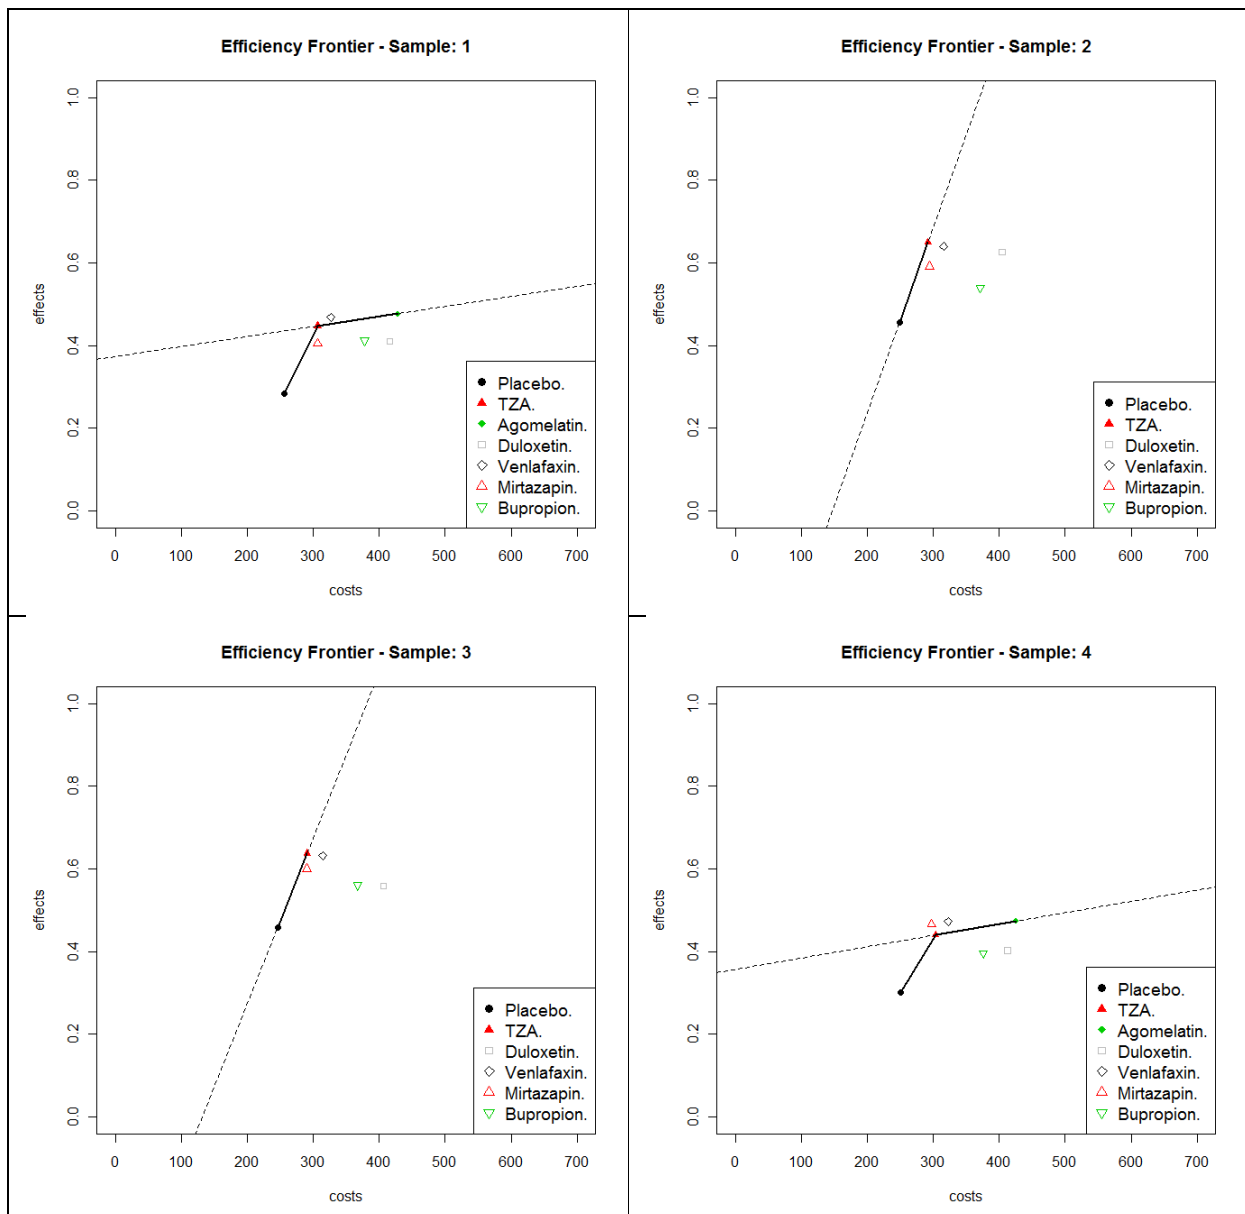 Efficiency Frontier - Sample: 1
effects
1.0
0.8
0.6
0.4
0.2
0.0
Placebo.
TZA.
Agomelatin.
Duloxetin.
Venlafaxin.
Mirtazapin.
Bupropion.
0 100 200 300 400 500 600 700
costs
Efficiency Frontier - Sample: 2
effects
1.0
0.8
0.6
0.4
0.2
0.0
Placebo.
TZA.
Duloxetin.
Venlafaxin.
Mirtazapin.
Bupropion.
0 100 200 300 400 500 600 700
costs
Efficiency Frontier - Sample: 3
effects
1.0
0.8
0.6
0.4
0.2
0.0
Placebo.
TZA.
Duloxetin.
Venlafaxin.
Mirtazapin.
Bupropion.
0 100 200 300 400 500 600 700
costs
Efficiency Frontier - Sample: 4
effects
1.0
0.8
0.6
0.4
0.2
0.0
Placebo.
TZA.
Agomelatin.
Duloxetin.
Venlafaxin.
Mirtazapin.
Bupropion.
0 100 200 300 400 500 600 700
costs